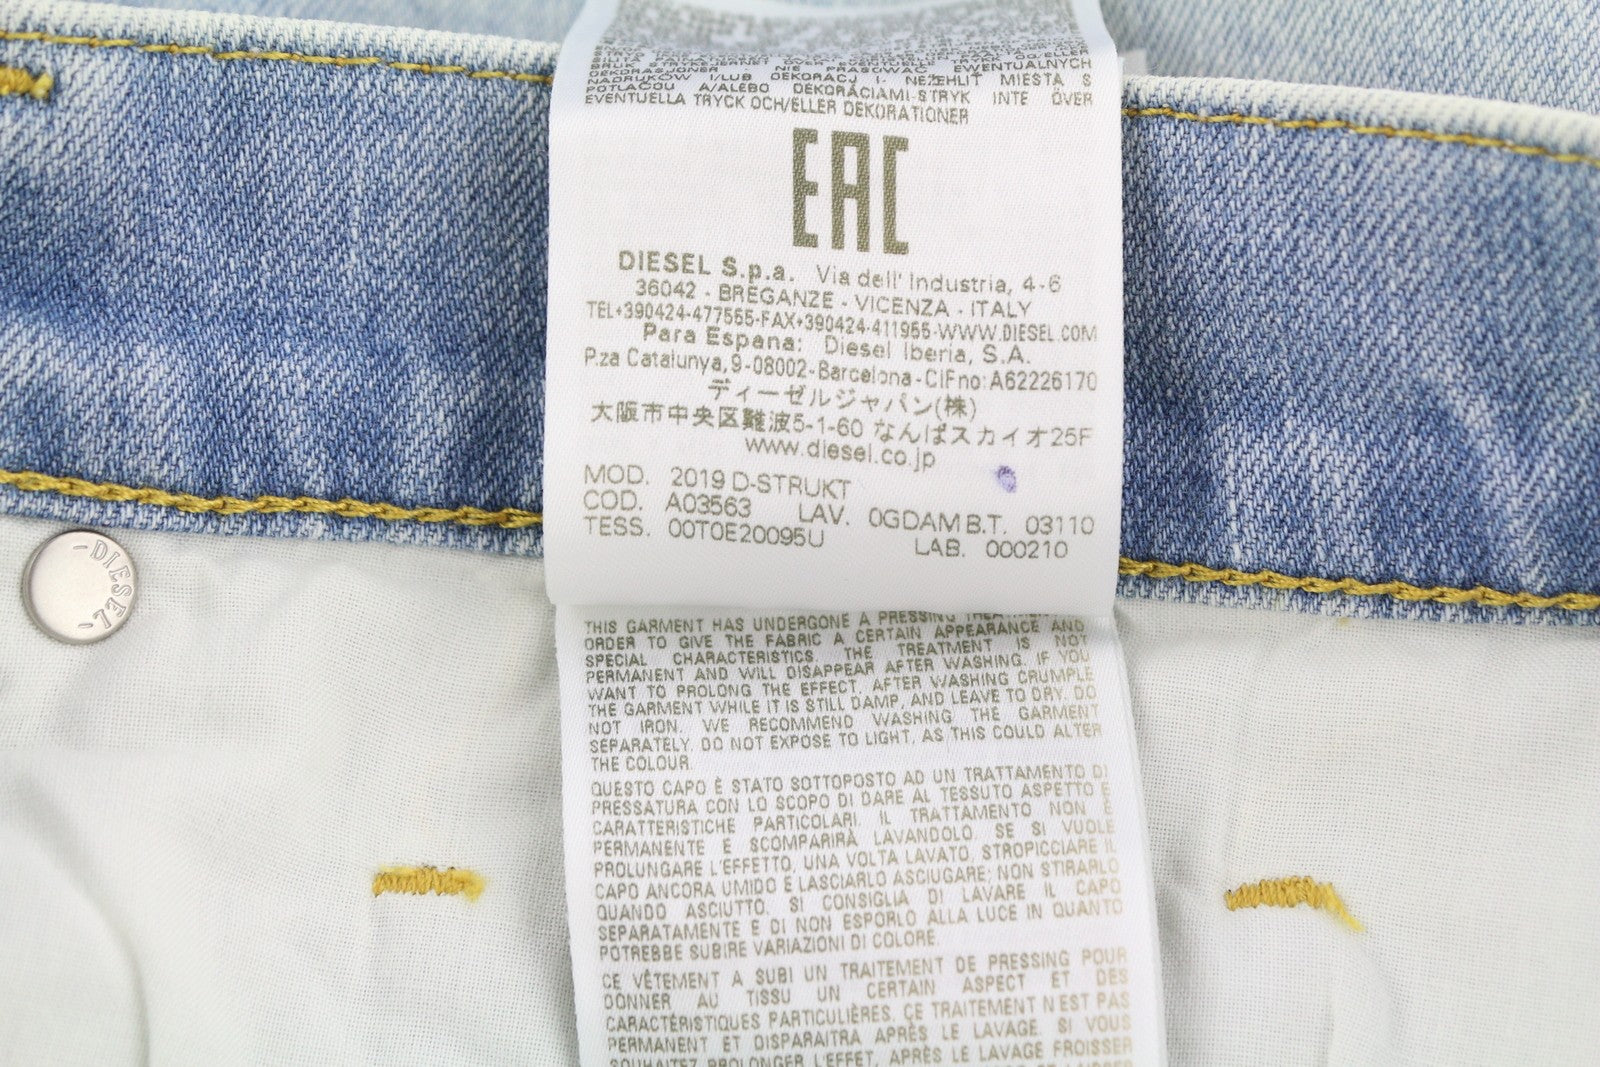 EVENTUALNYCH
DEKORASJONER NIE PRASOWAĆ EWENTUALNYCH
NADRUKÓW I/LUB DEKORACJI NEŽEHLIT MIESTA S
POTLAČOU A/ALEBO DEKORÁCIAMI-STRYK INTE ÖVER
EVENTUELLA TRYCK OCH/ELLER DEKORATIONER
EAC
DIESEL S.p.a. Via dell' Industria, 4-6
36042 - BREGANZE - VICENZA - ITALY
TEL+390424-477555-FAX+390424-411955-WWW.DIESEL.COM
Para Espana: Diesel Iberia, S.A.
P.za Catalunya,9-08002-Barcelona-CIFno:A62226170
ディーゼルジャパン(株)
大阪市中央区難波5-1-60 なんばスカイオ25F
www.diesel.co.jp
MOD. 2019 D-STRUKT
COD. A03563 LAV. 0GDAM B.T. 03110
TESS. 00T0E20095U LAB. 000210
-DIESEL-
THIS GARMENT HAS UNDERGONE A PRESSING TREATMENT IN
ORDER TO GIVE THE FABRIC A CERTAIN APPEARANCE AND
SPECIAL CHARACTERISTICS. THE TREATMENT IS NOT
PERMANENT AND WILL DISAPPEAR AFTER WASHING. IF YOU
WANT TO PROLONG THE EFFECT, AFTER WASHING CRUMPLE
THE GARMENT WHILE IT IS STILL DAMP, AND LEAVE TO DRY. DO
NOT IRON. WE RECOMMEND WASHING THE GARMENT
SEPARATELY. DO NOT EXPOSE TO LIGHT, AS THIS COULD ALTER
THE COLOUR.
QUESTO CAPO È STATO SOTTOPOSTO AD UN TRATTAMENTO DI
PRESSATURA CON LO SCOPO DI DARE AL TESSUTO ASPETTO E
CARATTERISTICHE PARTICOLARI. IL TRATTAMENTO NON È
PERMANENTE E SCOMPARIRÀ LAVANDOLO. SE SI VUOLE
PROLUNGARE L'EFFETTO, UNA VOLTA LAVATO, STROPICCIARE IL
CAPO ANCORA UMIDO E LASCIARLO ASCIUGARE; NON STIRARLO
QUANDO ASCIUTTO. SI CONSIGLIA DI LAVARE IL CAPO
SEPARATAMENTE E DI NON ESPORLO ALLA LUCE IN QUANTO
POTREBBE SUBIRE VARIAZIONI DI COLORE.
CE VÊTEMENT A SUBI UN TRAITEMENT DE PRESSING POUR
DONNER AU TISSU UN CERTAIN ASPECT ET DES
CARACTÉRISTIQUES PARTICULIÈRES. CE TRAITEMENT N'EST PAS
PERMANENT ET DISPARAITRA APRÈS LE LAVAGE. SI VOUS
SOUHAITEZ PROLONGER L'EFFET, APRÈS LE LAVAGE FROISSER